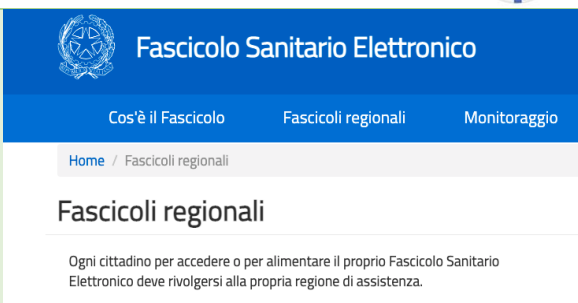 Fascicolo Sanitario Elettronico
Cos'è il Fascicolo Fascicoli regionali Monitoraggio
Home / Fascicoli regionali
Fascicoli regionali
Ogni cittadino per accedere o per alimentare il proprio Fascicolo Sanitario
Elettronico deve rivolgersi alla propria regione di assistenza.